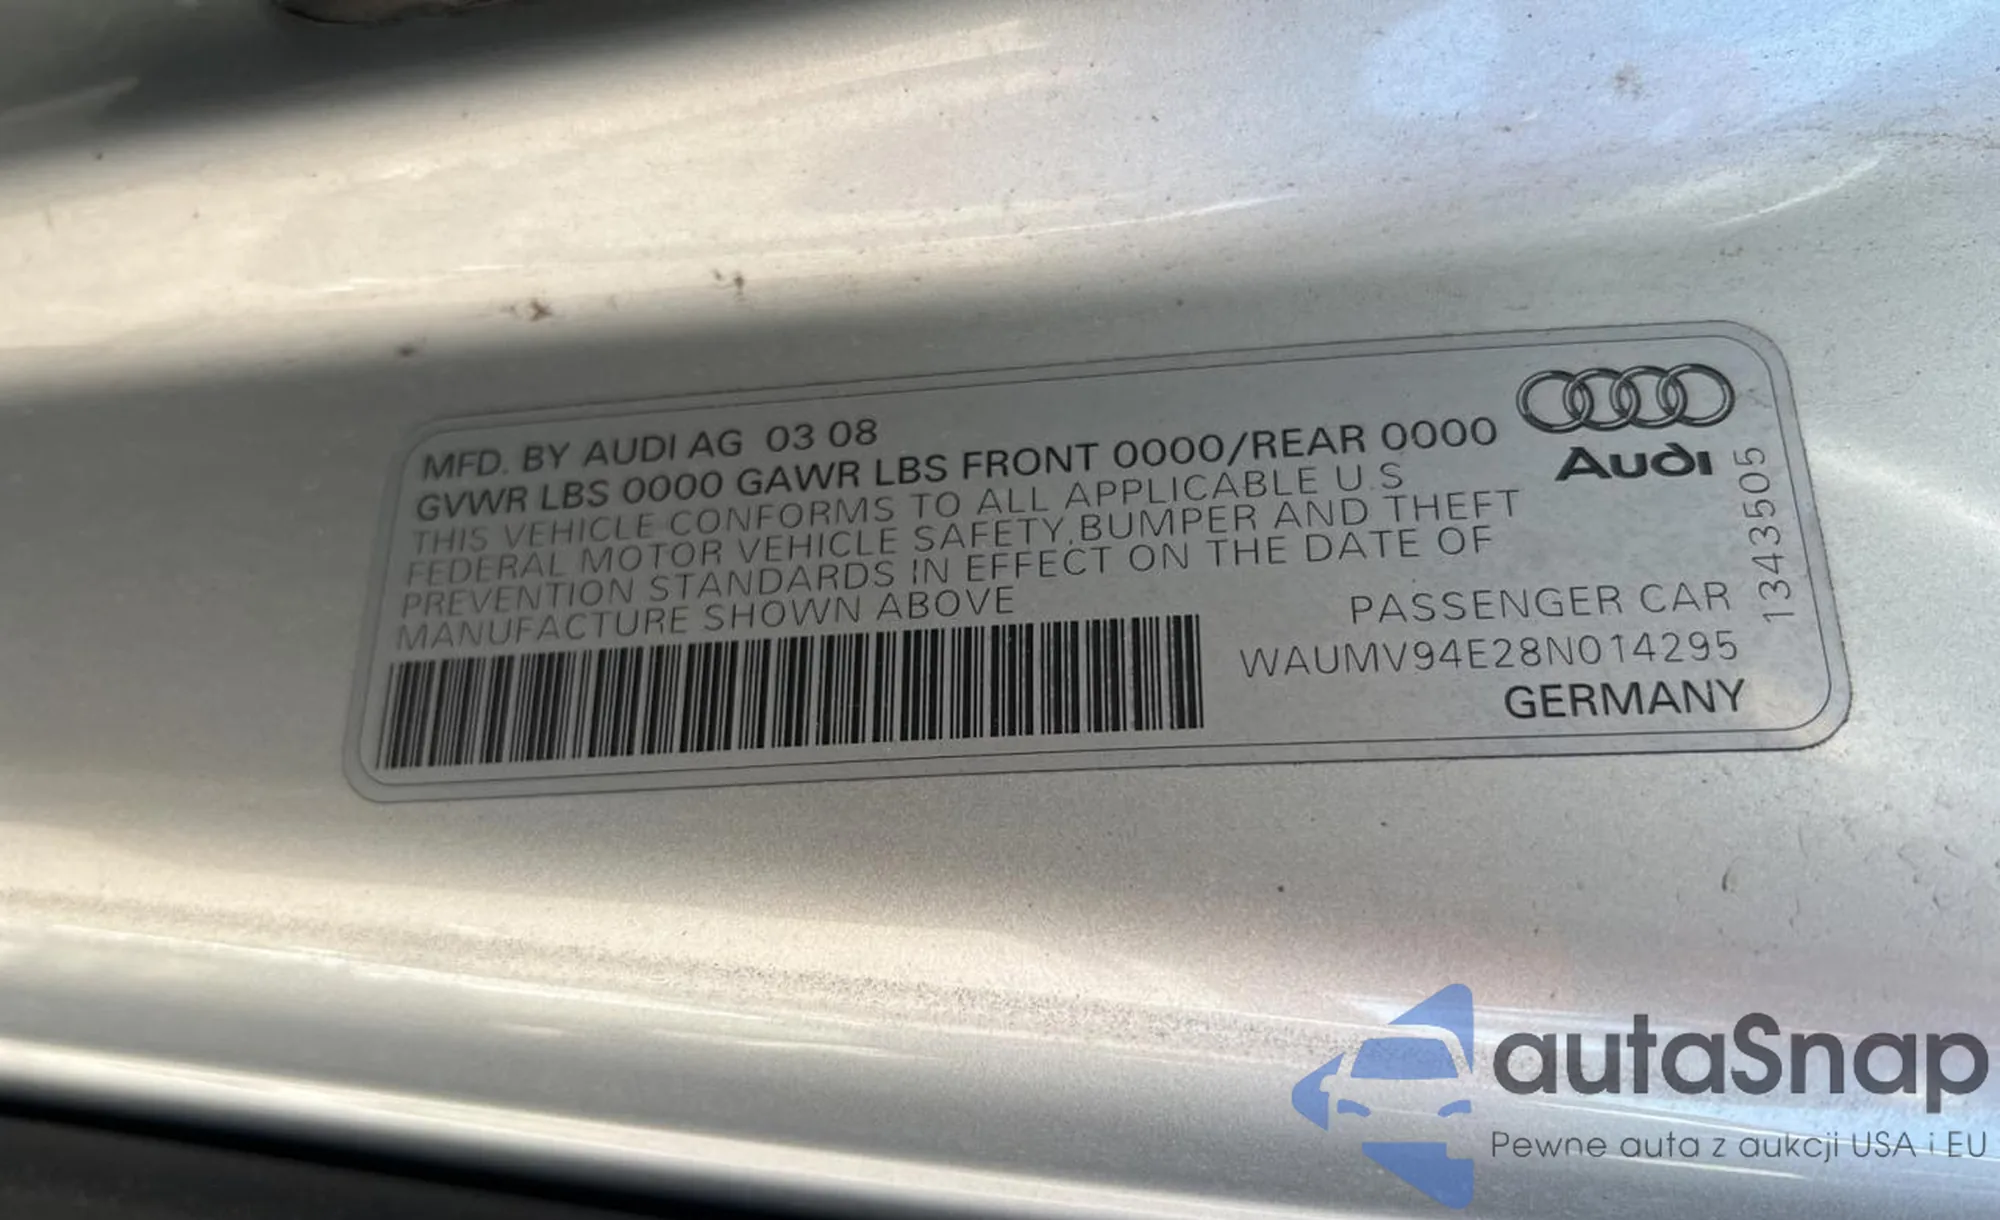 MFD. BY AUDI AG 03 08
GVWR LBS 0000 GAWR LBS FRONT 0000/REAR 0000
THIS VEHICLE CONFORMS TO ALL APPLICABLE U.S
FEDERAL MOTOR VEHICLE SAFETY,BUMPER AND THEFT
PREVENTION STANDARDS IN EFFECT ON THE DATE OF
MANUFACTURE SHOWN ABOVE
Audi
1343505
PASSENGER CAR
WAUMV94E28N014295
GERMANY
autaSnap
Pewne auta z aukcji USA i EU